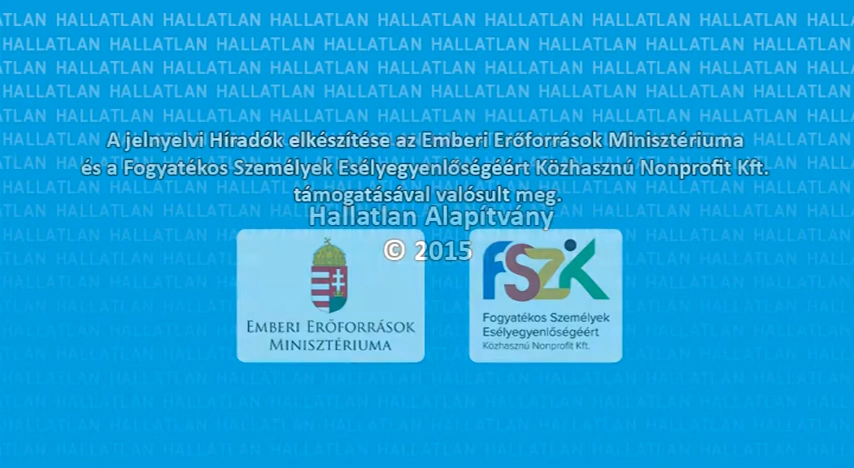 A jelnyelvi Híradók elkészítése az Emberi Erőforrások Minisztériuma
és a Fogyatékos Személyek Esélyegyenlőségéért Közhasznú Nonprofit Kft.
támogatásával valósult meg.
Hallatlan Alapítvány
© 2015
EMBERI ERŐFORRÁSOK
MINISZTÉRIUMA
FSZK
Fogyatékos Személyek
Esélyegyenlőségéért
Közhasznú Nonprofit Kft.
HALLATLAN HALLATLAN HALLATLAN HALLATLAN HALLATLAN HALLATLAN HALLATLAN